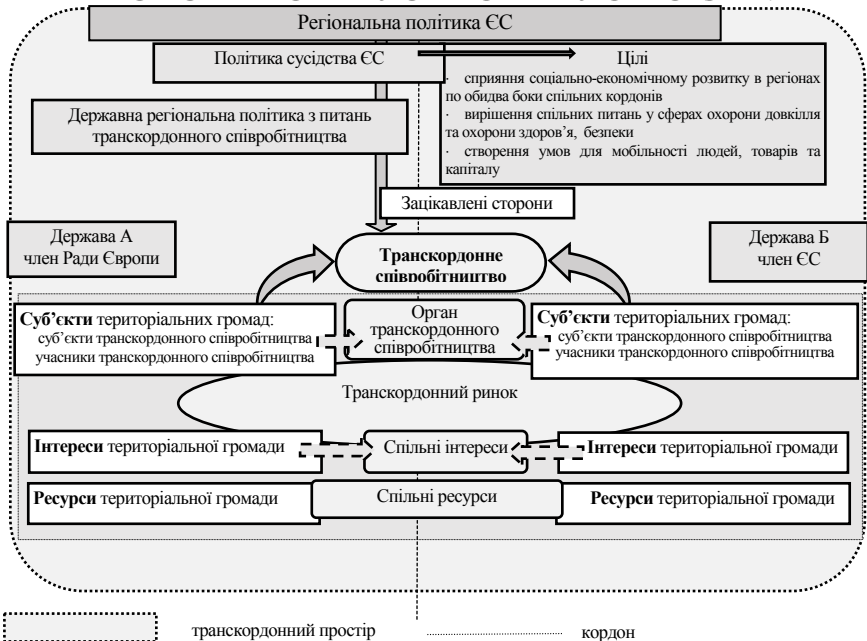 Регіональна політика ЄС
Політика сусідства ЄС
Цілі
· сприяння соціально-економічному розвитку в регіонах
по обидва боки спільних кордонів
· вирішення спільних питань у сферах охорони довкілля
та охорони здоров’я, безпеки
· створення умов для мобільності людей, товарів та
капіталу
Державна регіональна політика з питань
транскордонного співробітництва
Зацікавлені сторони
Держава А
член Ради Європи
Транскордонне
співробітництво
Держава Б
член ЄС
Суб’єкти територіальних громад:
суб’єкти транскордонного співробітництва
учасники транскордонного співробітництва
Орган
транскордонного
співробітництва
Суб’єкти територіальних громад:
суб’єкти транскордонного співробітництва
учасники транскордонного співробітництва
Транскордонний ринок
Інтереси територіальної громади
Спільні інтереси
Інтереси територіальної громади
Ресурси територіальної громади
Спільні ресурси
Ресурси територіальної громади
транскордонний простір
кордон